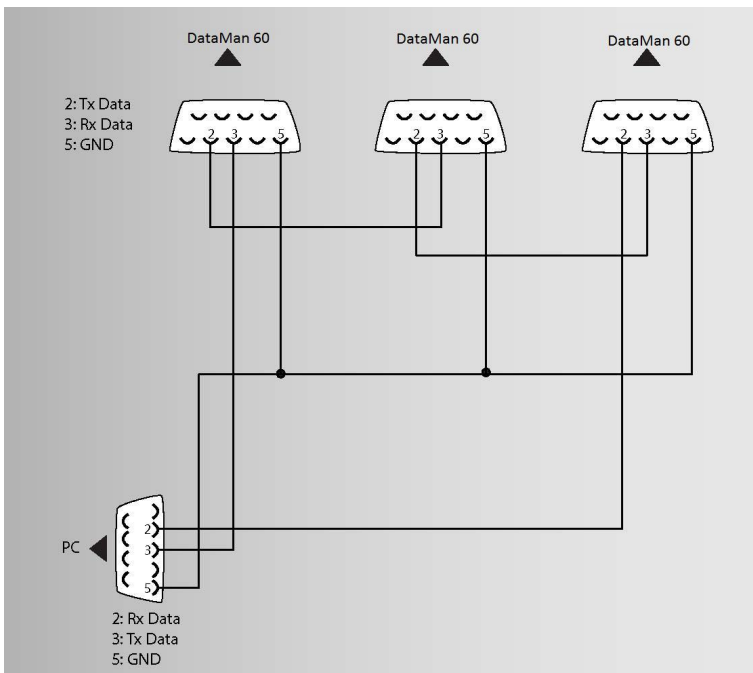 DataMan 60 DataMan 60 DataMan 60
2: Tx Data
3: Rx Data
5: GND
2 3 5 2 3 5 2 3 5
2
PC
3
5
2: Rx Data
3: Tx Data
5: GND